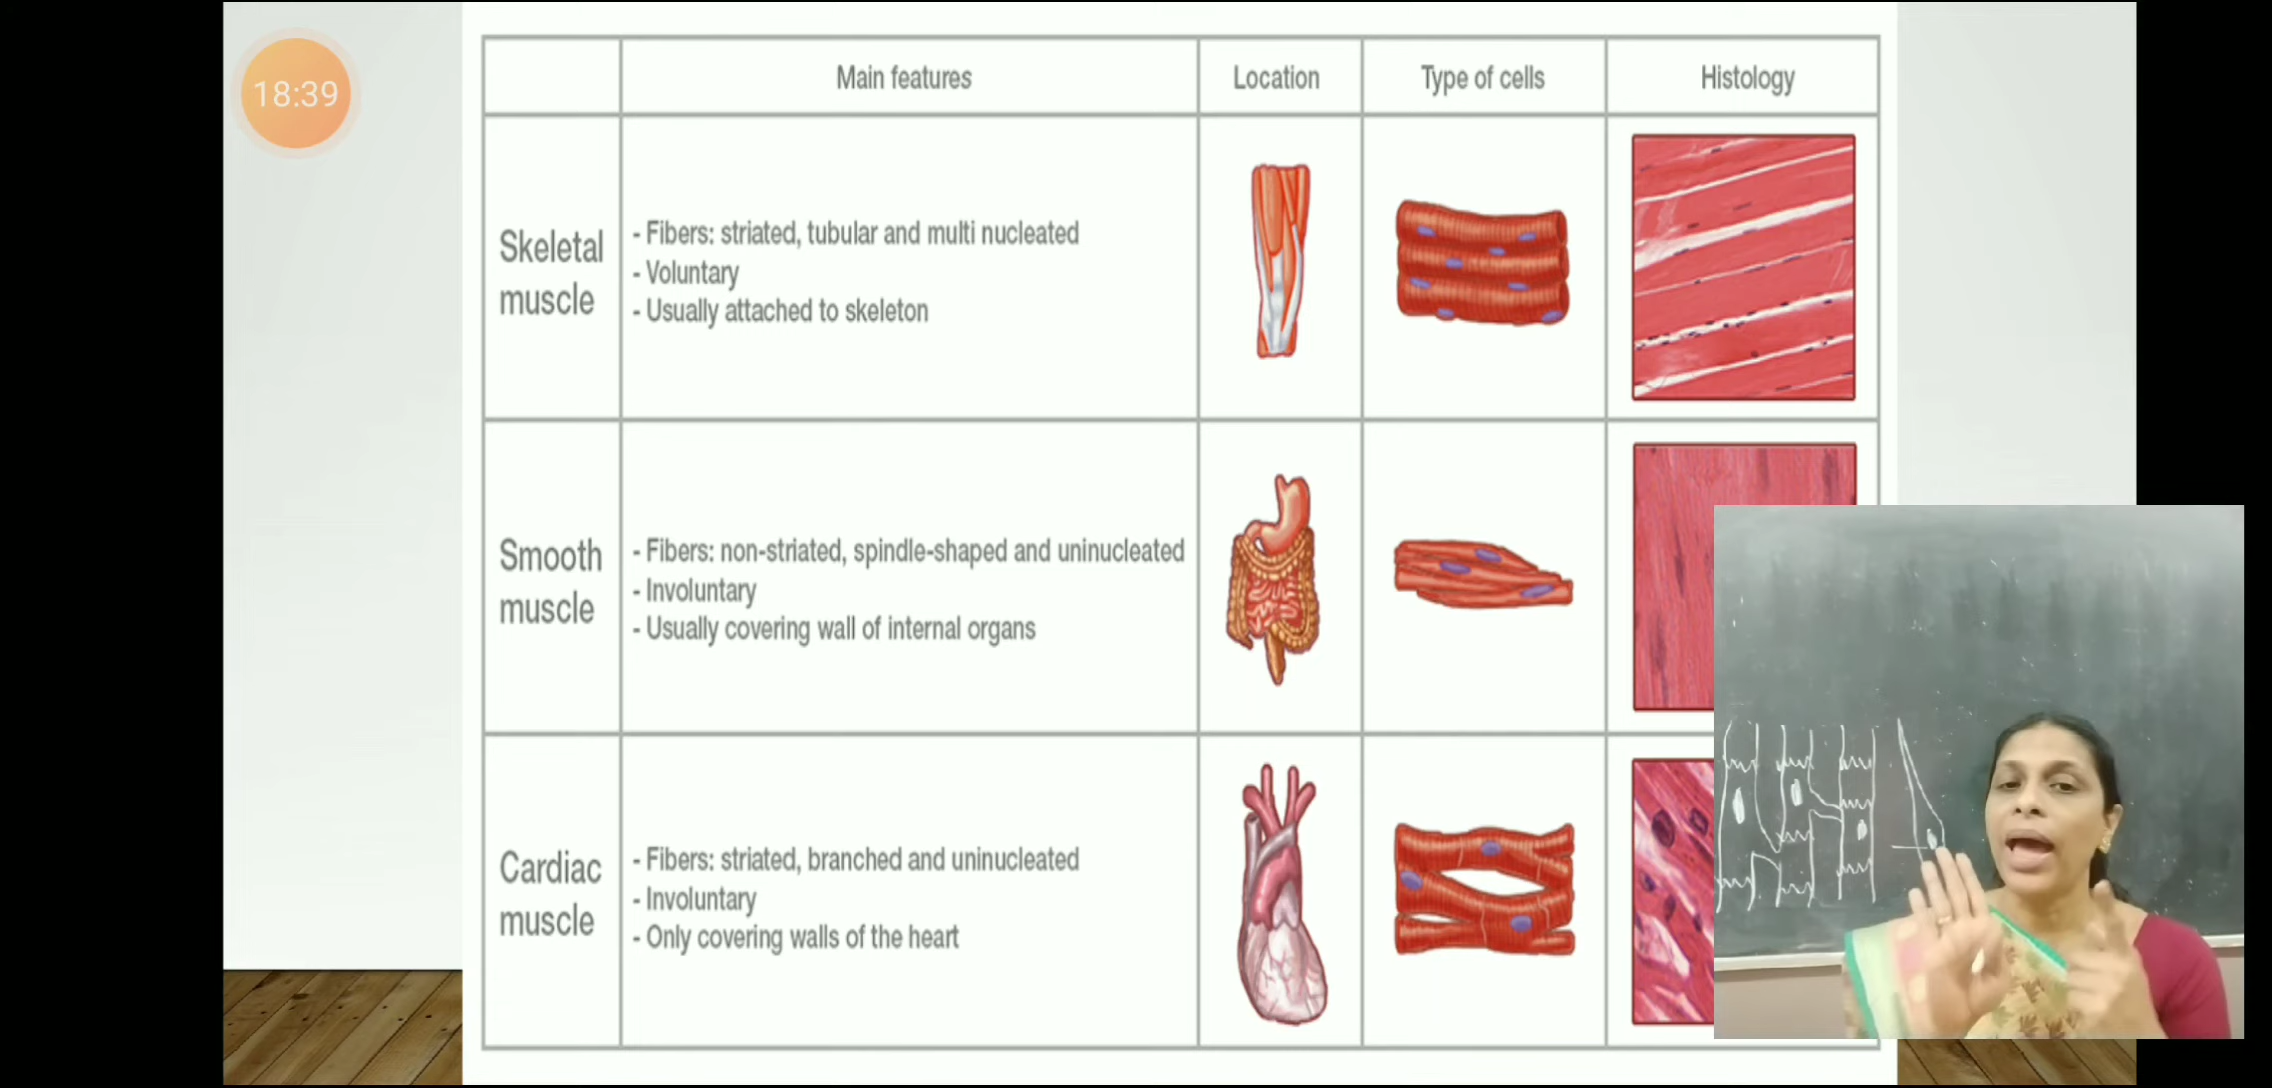 18:39
Main features
Location
Type of cells
Histology
Skeletal
muscle
- Fibers: striated, tubular and multi nucleated
- Voluntary
- Usually attached to skeleton
Smooth
muscle
- Fibers: non-striated, spindle-shaped and uninucleated
- Involuntary
- Usually covering wall of internal organs
Cardiac
muscle
- Fibers: striated, branched and uninucleated
- Involuntary
- Only covering walls of the heart